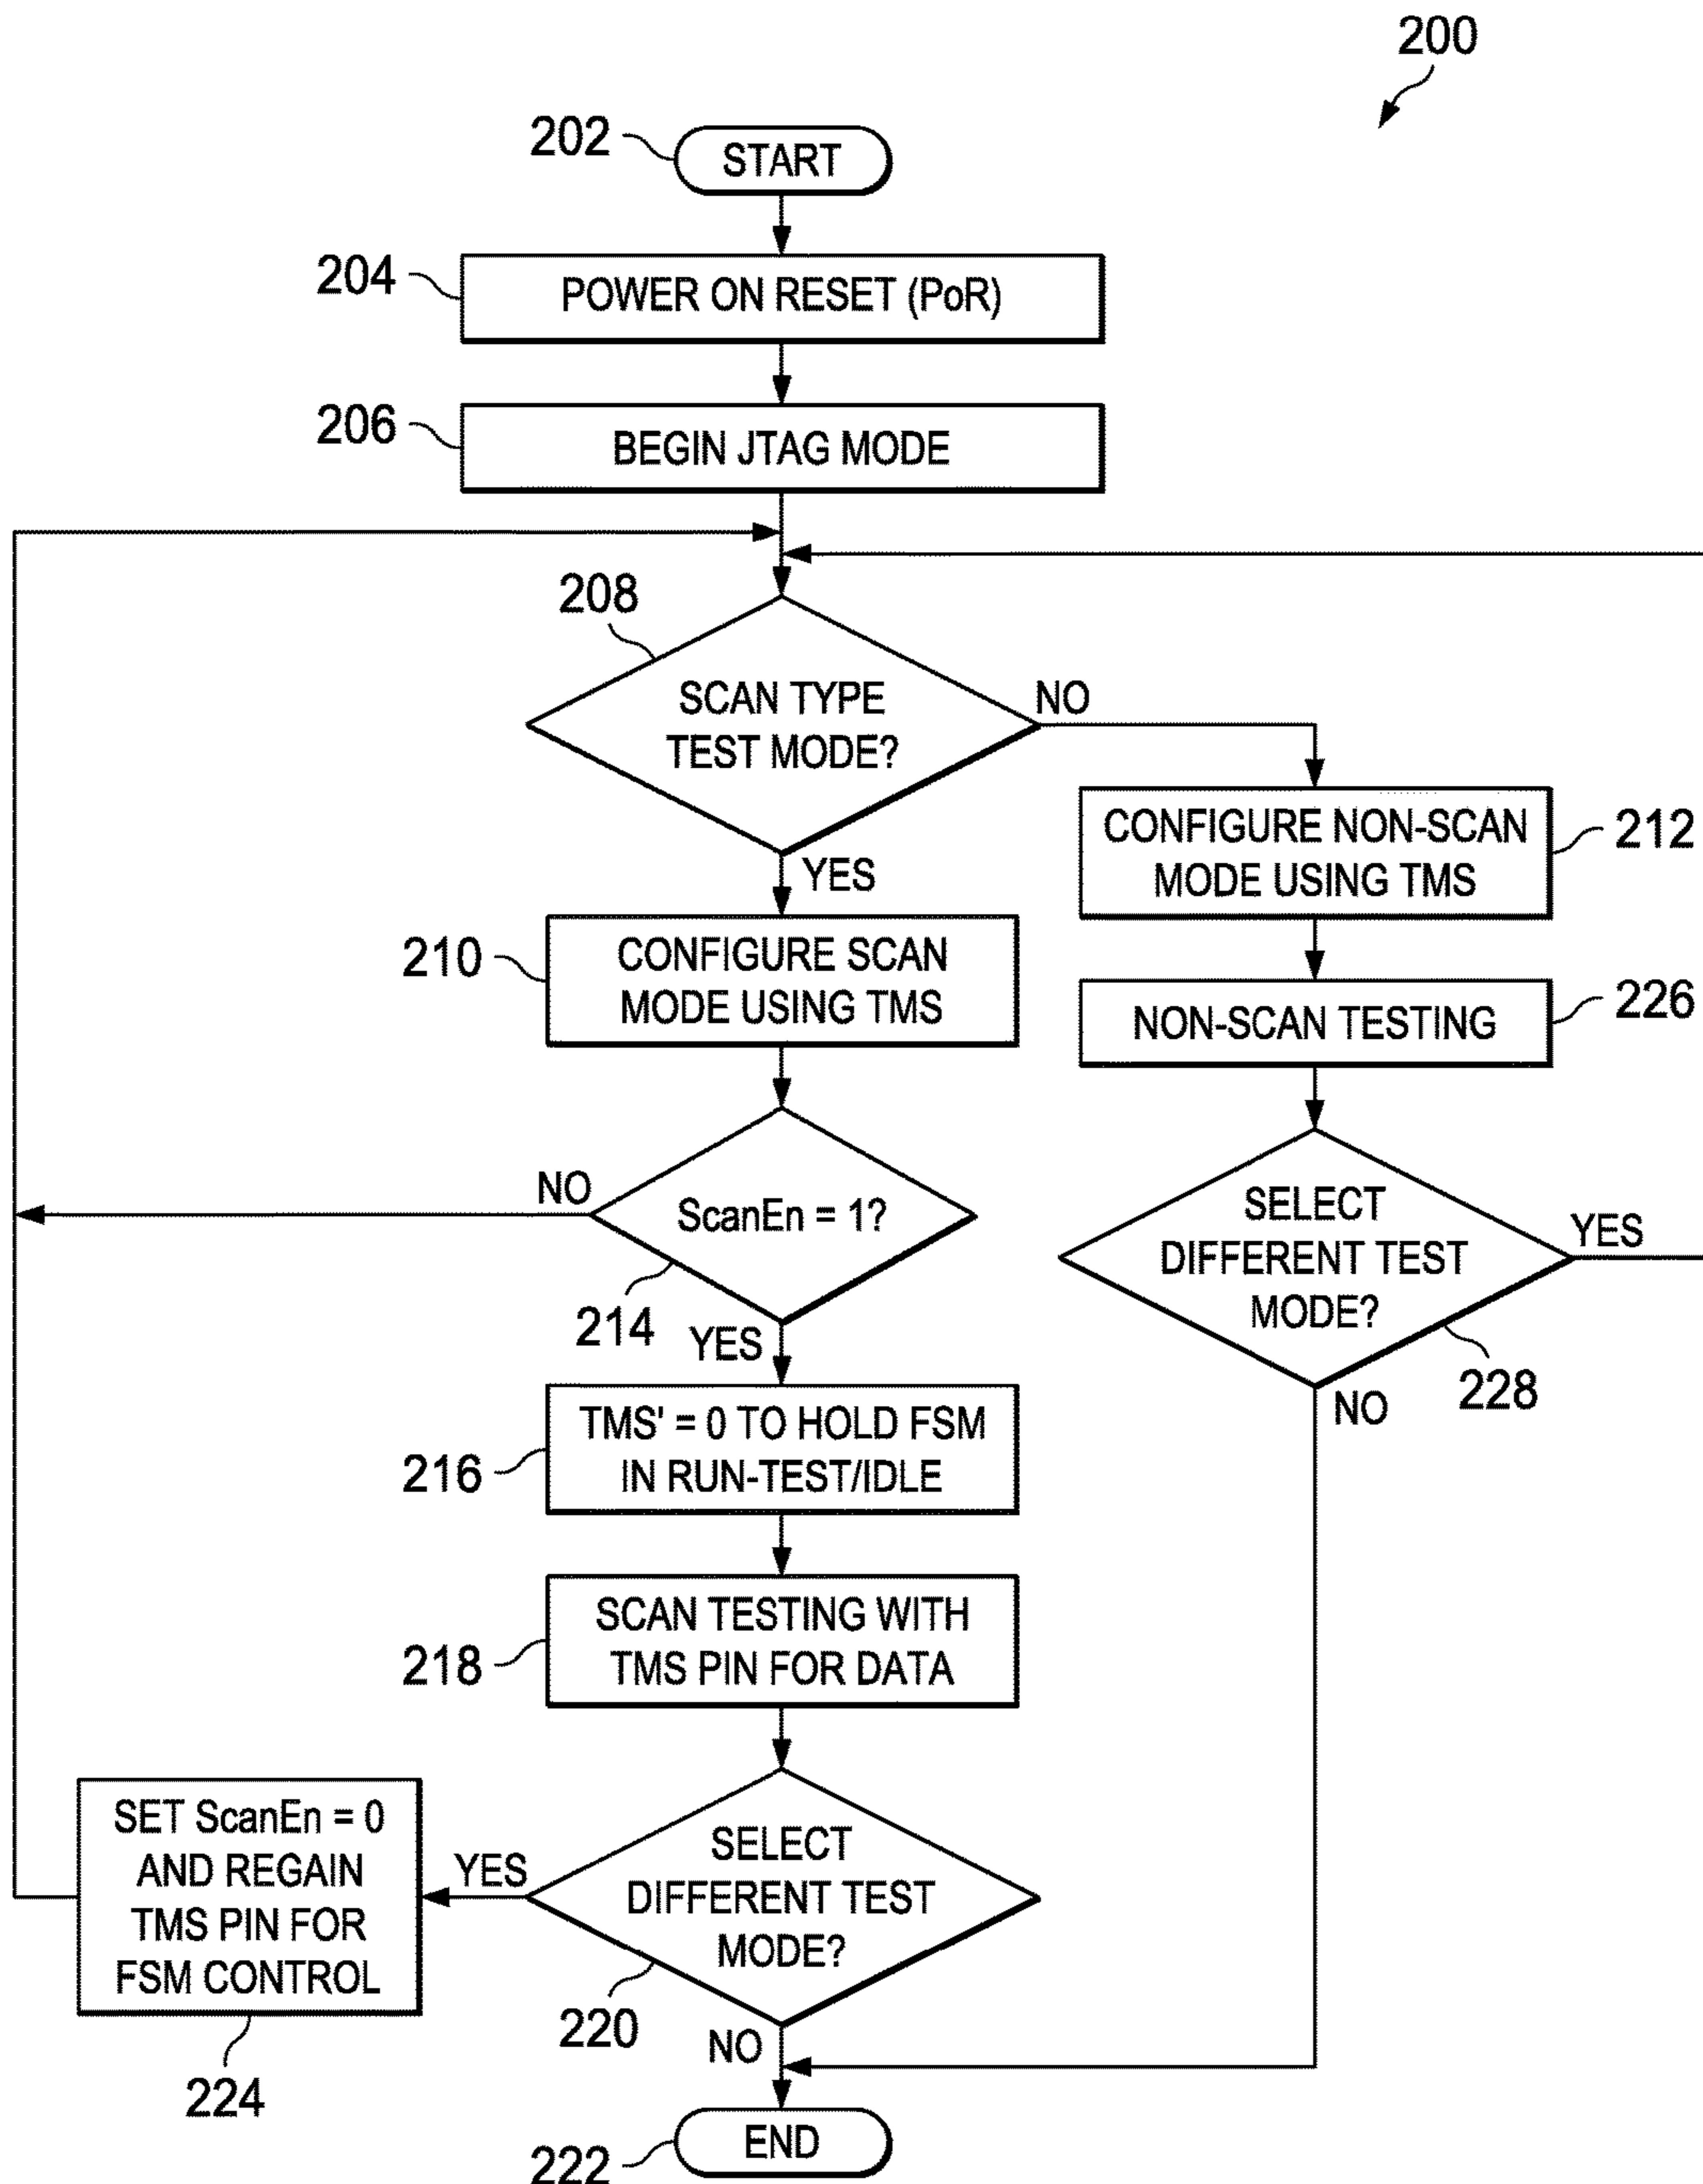 200
202
START
204
POWER ON RESET (PoR)
206
BEGIN JTAG MODE
208
SCAN TYPE
TEST MODE?
NO
YES
CONFIGURE NON-SCAN
MODE USING TMS
212
210
CONFIGURE SCAN
MODE USING TMS
NON-SCAN TESTING
226
NO
ScanEn = 1?
214
YES
SELECT
DIFFERENT TEST
MODE?
YES
228
NO
216
TMS' = 0 TO HOLD FSM
IN RUN-TEST/IDLE
218
SCAN TESTING WITH
TMS PIN FOR DATA
SET ScanEn = 0
AND REGAIN
TMS PIN FOR
FSM CONTROL
224
YES
SELECT
DIFFERENT TEST
MODE?
220
NO
222
END